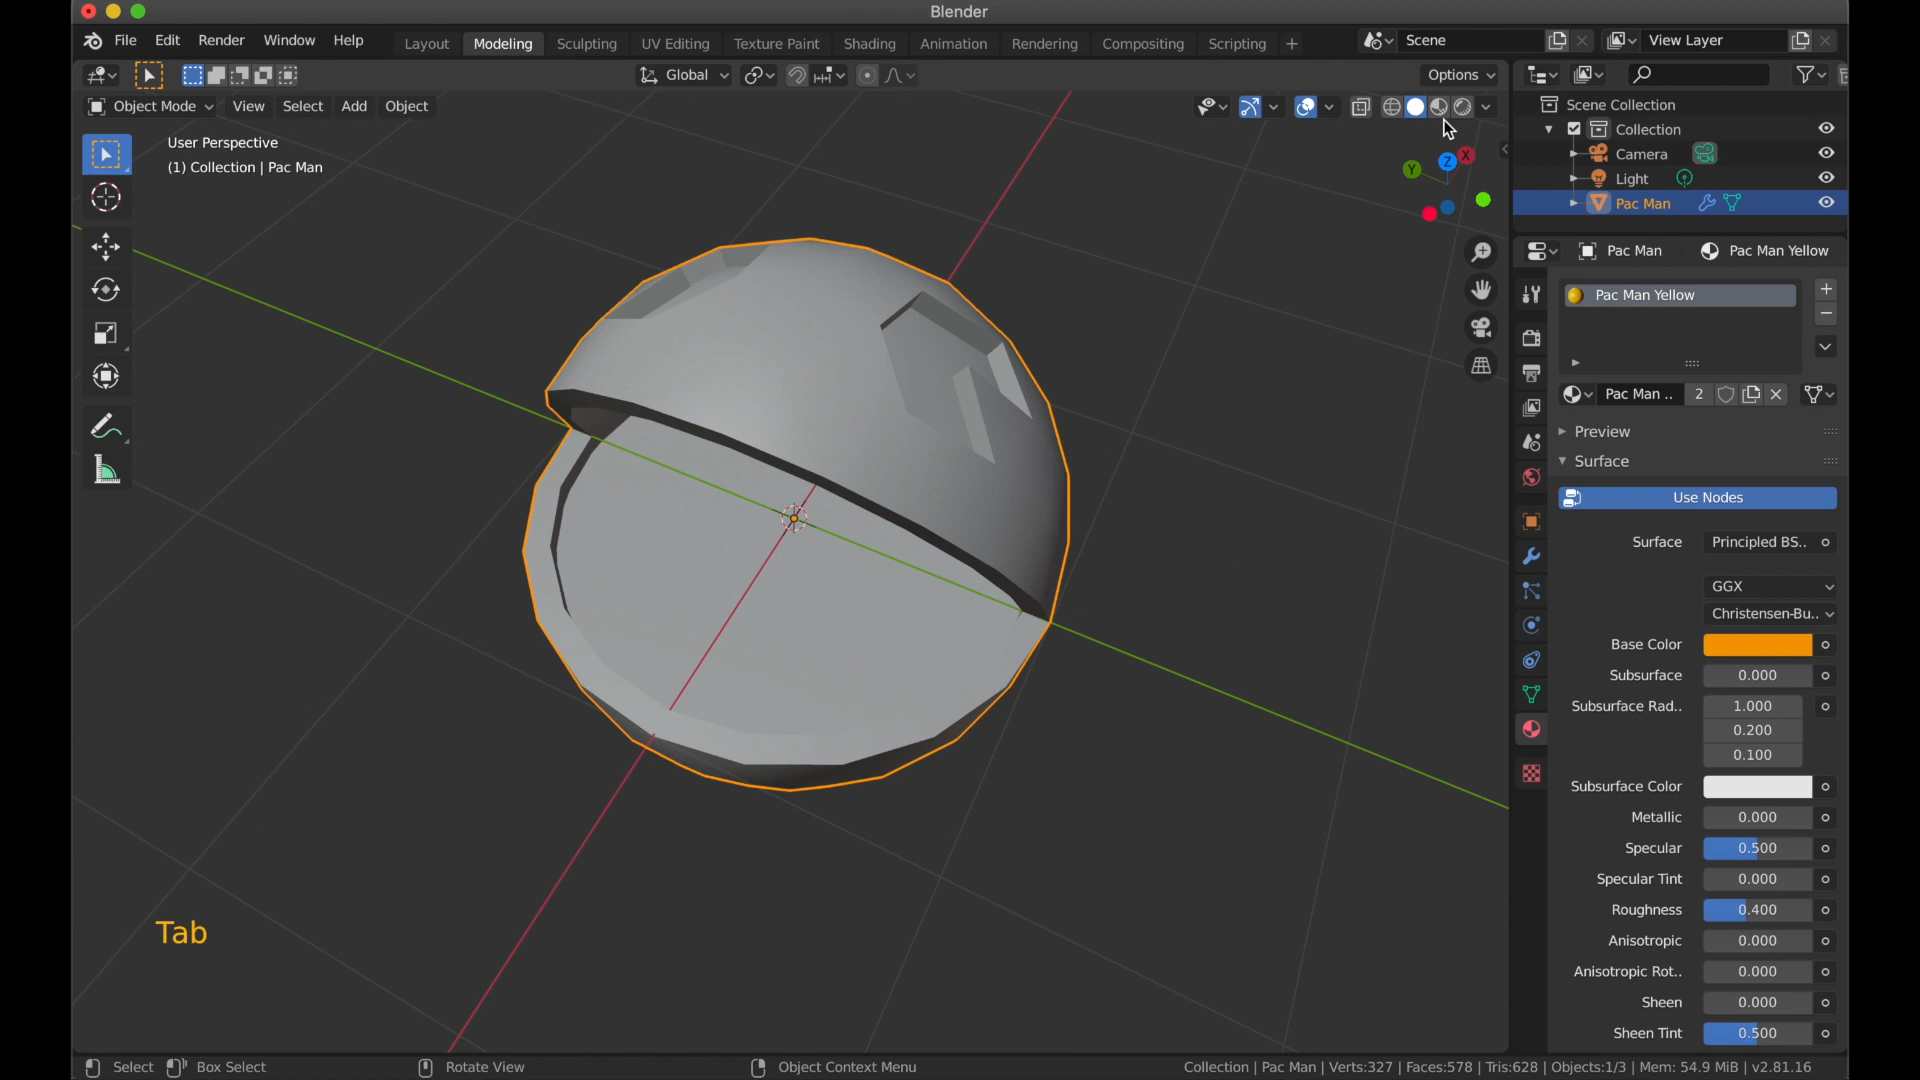 Blender
File Edit Render Window Help Layout Modeling Sculpting UV Editing Texture Paint Shading Animation Rendering Compositing Scripting + Scene View Layer
Global Options
Object Mode View Select Add Object
User Perspective
(1) Collection | Pac Man
X
Y
Z
Scene Collection
Collection
Camera
Light
Pac Man
Pac Man Pac Man Yellow
Pac Man Yellow
Pac Man .. 2
Preview
Surface
Use Nodes
Surface Principled BS..
GGX
Christensen-Bu..
Base Color
Subsurface 0.000
Subsurface Rad.. 1.000
0.200
0.100
Subsurface Color
Metallic 0.000
Specular 0.500
Specular Tint 0.000
Roughness 0.400
Anisotropic 0.000
Anisotropic Rot.. 0.000
Sheen 0.000
Sheen Tint 0.500
Tab
Select Box Select Rotate View Object Context Menu Collection | Pac Man | Verts:327 | Faces:578 | Tris:628 | Objects:1/3 | Mem: 54.9 MiB | v2.81.16